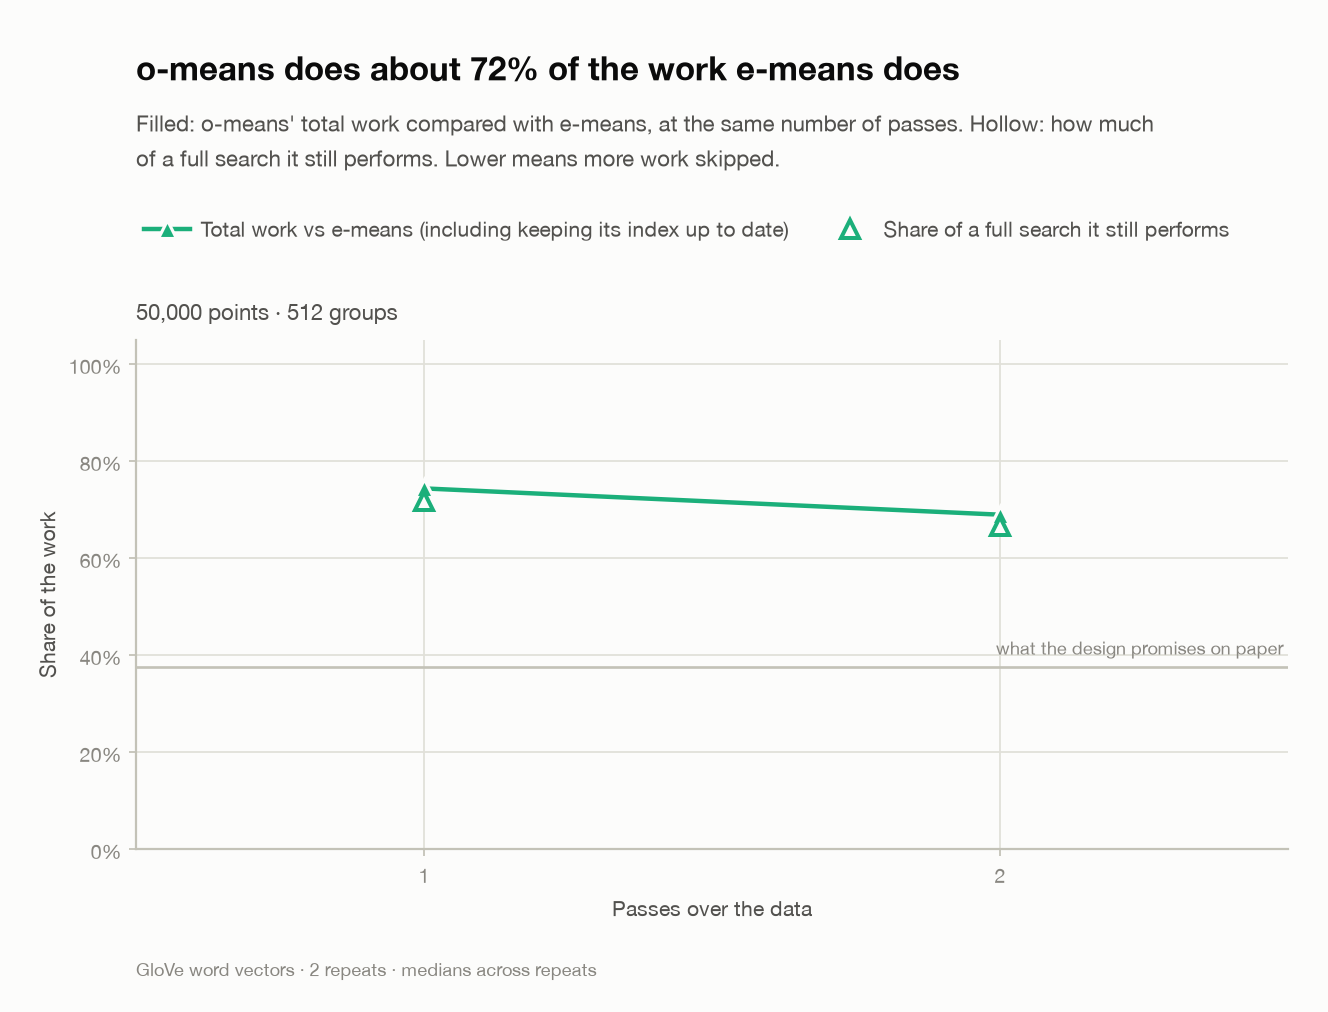 o-means does about 72% of the work e-means does
Filled: o-means' total work compared with e-means, at the same number of passes. Hollow: how much
of a full search it still performs. Lower means more work skipped.
Total work vs e-means (including keeping its index up to date)
Share of a full search it still performs
50,000 points · 512 groups
100%
80%
60%
40%
20%
0%
Share of the work
what the design promises on paper
1
2
Passes over the data
GloVe word vectors · 2 repeats · medians across repeats